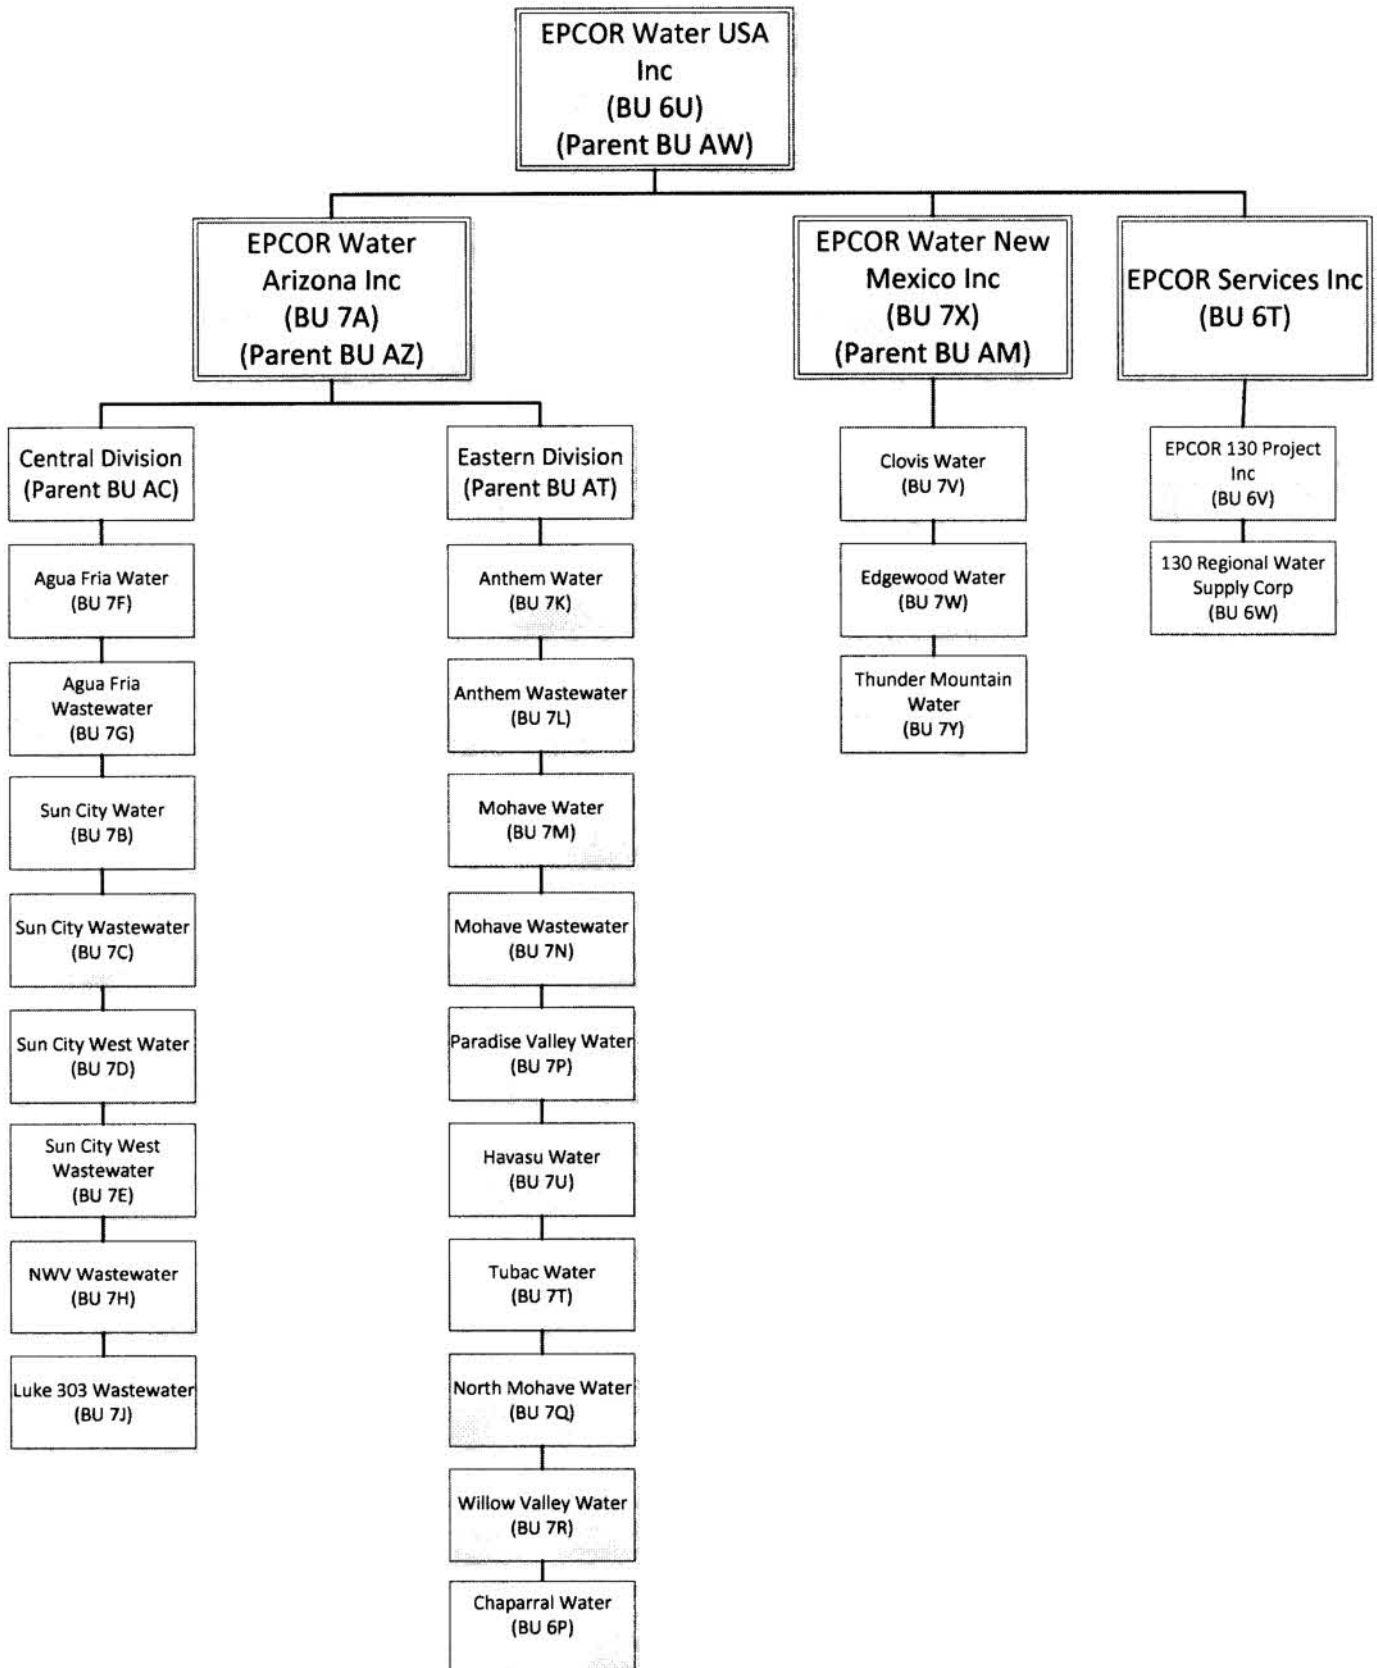 EPCOR Water USA
Inc
(BU 6U)
(Parent BU AW)
EPCOR Water
Arizona Inc
(BU 7A)
(Parent BU AZ)
EPCOR Water New
Mexico Inc
(BU 7X)
(Parent BU AM)
EPCOR Services Inc
(BU 6T)
Central Division
(Parent BU AC)
Agua Fria Water
(BU 7F)
Agua Fria
Wastewater
(BU 7G)
Sun City Water
(BU 7B)
Sun City Wastewater
(BU 7C)
Sun City West Water
(BU 7D)
Sun City West
Wastewater
(BU 7E)
NWV Wastewater
(BU 7H)
Luke 303 Wastewater
(BU 7J)
Eastern Division
(Parent BU AT)
Anthem Water
(BU 7K)
Anthem Wastewater
(BU 7L)
Mohave Water
(BU 7M)
Mohave Wastewater
(BU 7N)
Paradise Valley Water
(BU 7P)
Havasu Water
(BU 7U)
Tubac Water
(BU 7T)
North Mohave Water
(BU 7Q)
Willow Valley Water
(BU 7R)
Chaparral Water
(BU 6P)
Clovis Water
(BU 7V)
Edgewood Water
(BU 7W)
Thunder Mountain
Water
(BU 7Y)
EPCOR 130 Project
Inc
(BU 6V)
130 Regional Water
Supply Corp
(BU 6W)